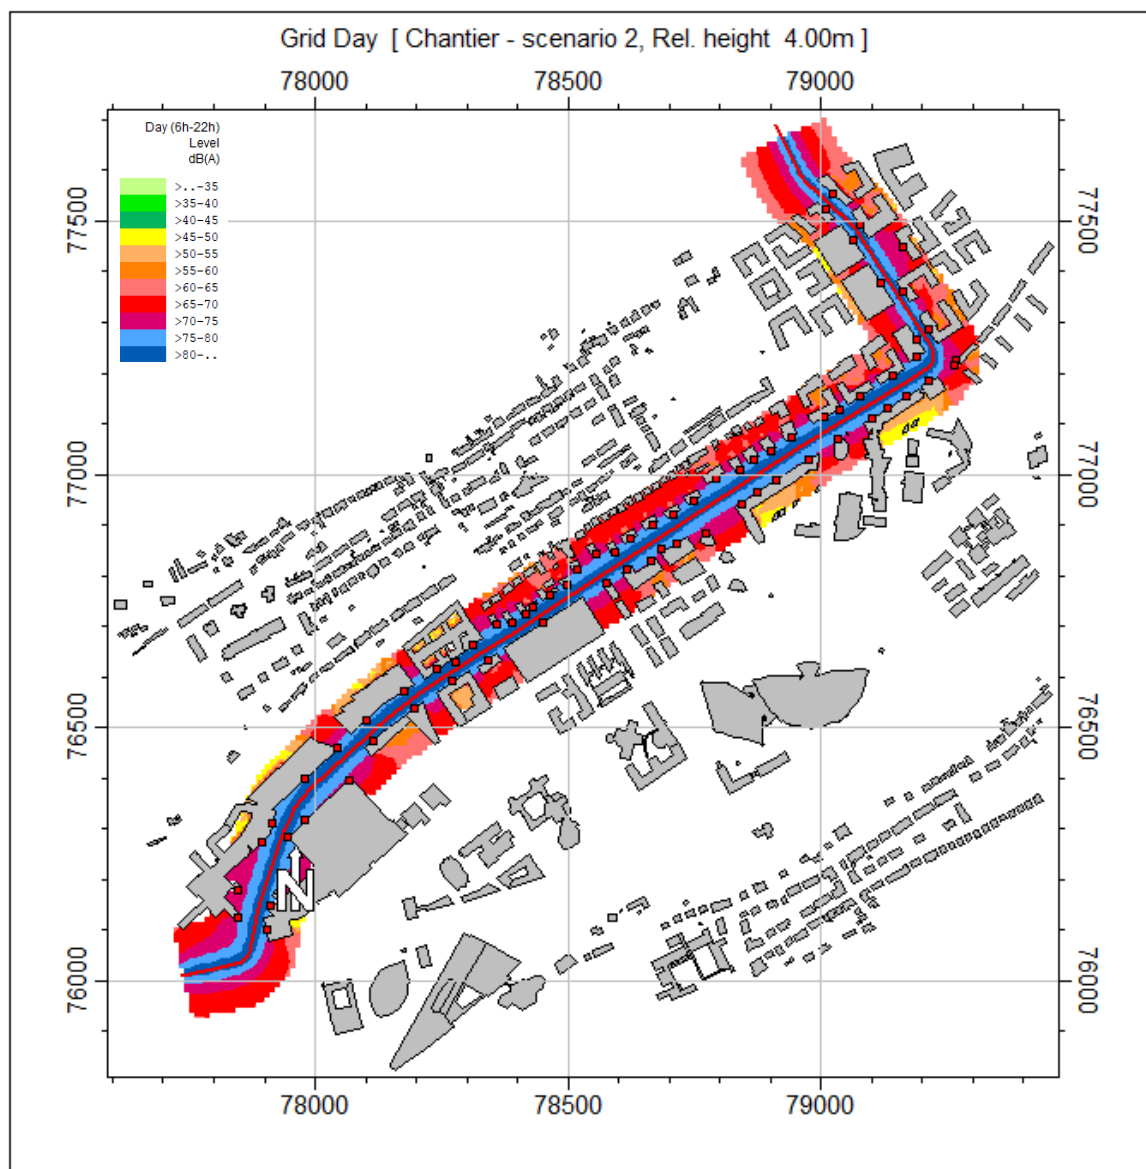 Grid Day [ Chantier - scenario 2, Rel. height 4.00m ]
78000 78500 79000
Day (6h-22h)
Level
dB(A)
>..-35
>35-40
>40-45
>45-50
>50-55
>55-60
>60-65
>65-70
>70-75
>75-80
>80-..
77500 77500
77000 77000
76500 76500
N
76000 76000
78000 78500 79000